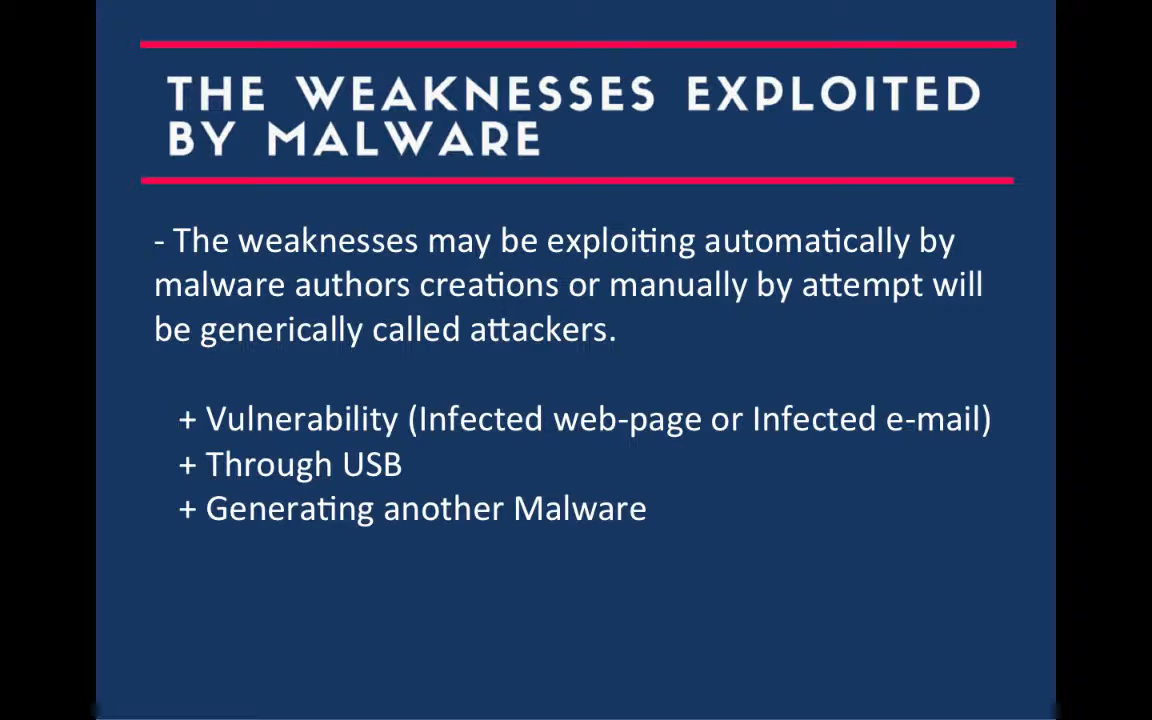 THE WEAKNESSES EXPLOITED
BY MALWARE
- The weaknesses may be exploiting automatically by
malware authors creations or manually by attempt will
be generically called attackers.
+ Vulnerability (Infected web-page or Infected e-mail)
+ Through USB
+ Generating another Malware